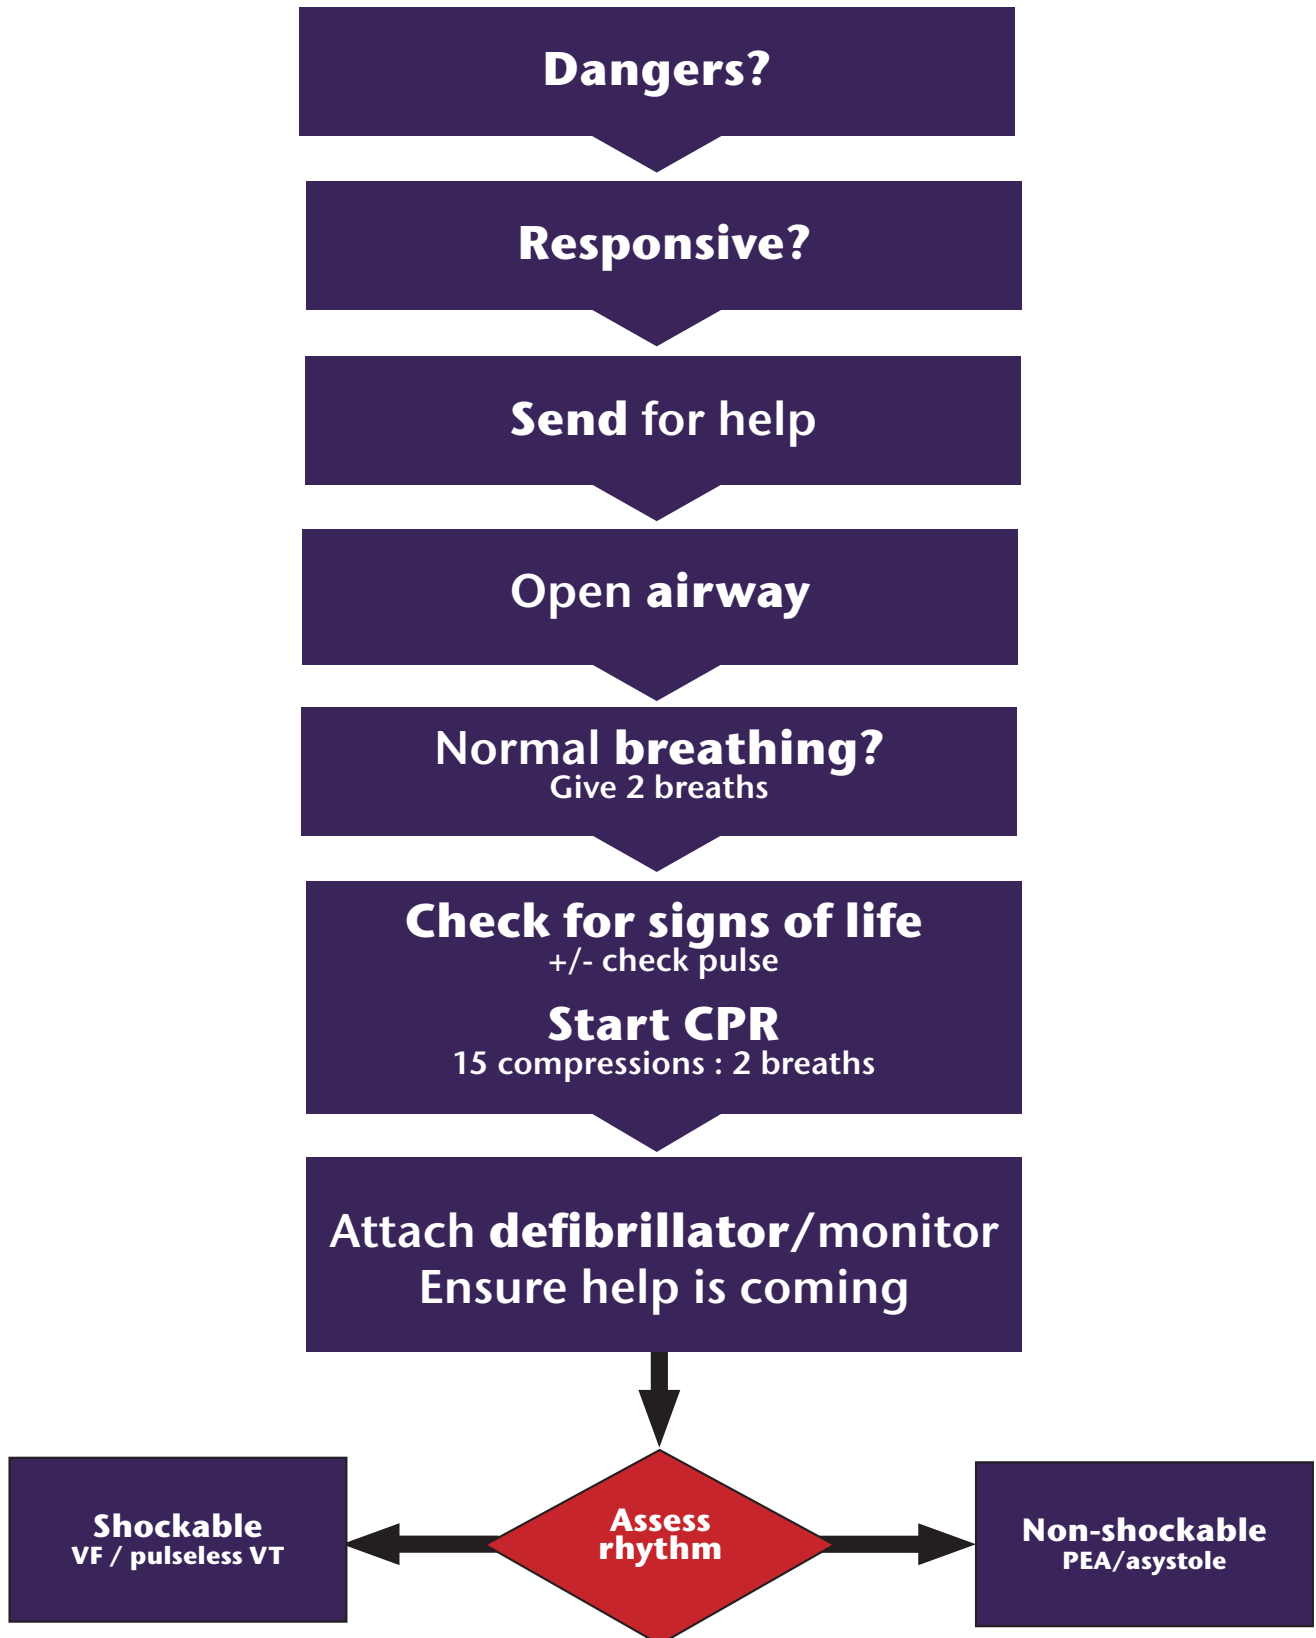 Dangers?
Responsive?
Send for help
Open airway
Normal breathing?
Give 2 breaths
Check for signs of life
+/- check pulse
Start CPR
15 compressions : 2 breaths
Attach defibrillator/monitor
Ensure help is coming
Assess
rhythm
Shockable
VF / pulseless VT
Non-shockable
PEA/asystole